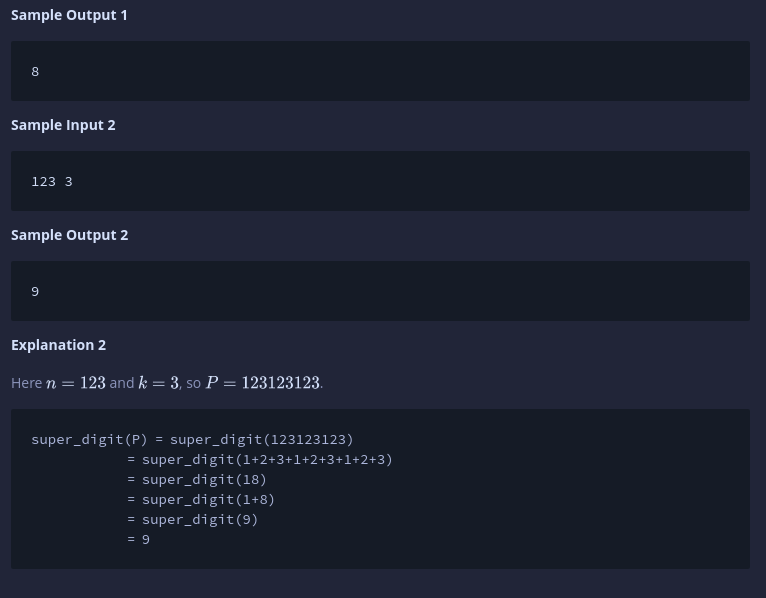 Sample Output 1
8
Sample Input 2
123 3
Sample Output 2
9
Explanation 2
Here n = 123 and k = 3, so P = 123123123.
super_digit(P) = super_digit(123123123)
= super_digit(1+2+3+1+2+3+1+2+3)
= super_digit(18)
= super_digit(1+8)
= super_digit(9)
= 9